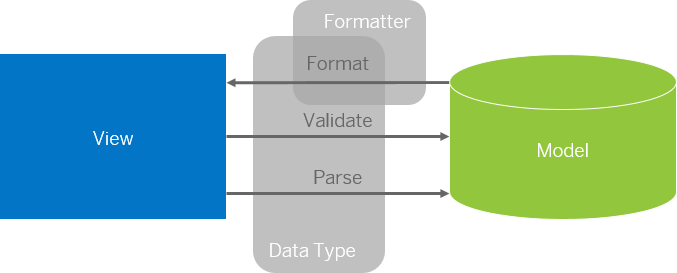 Formatter
Format
Validate
View
Model
Parse
Data Type